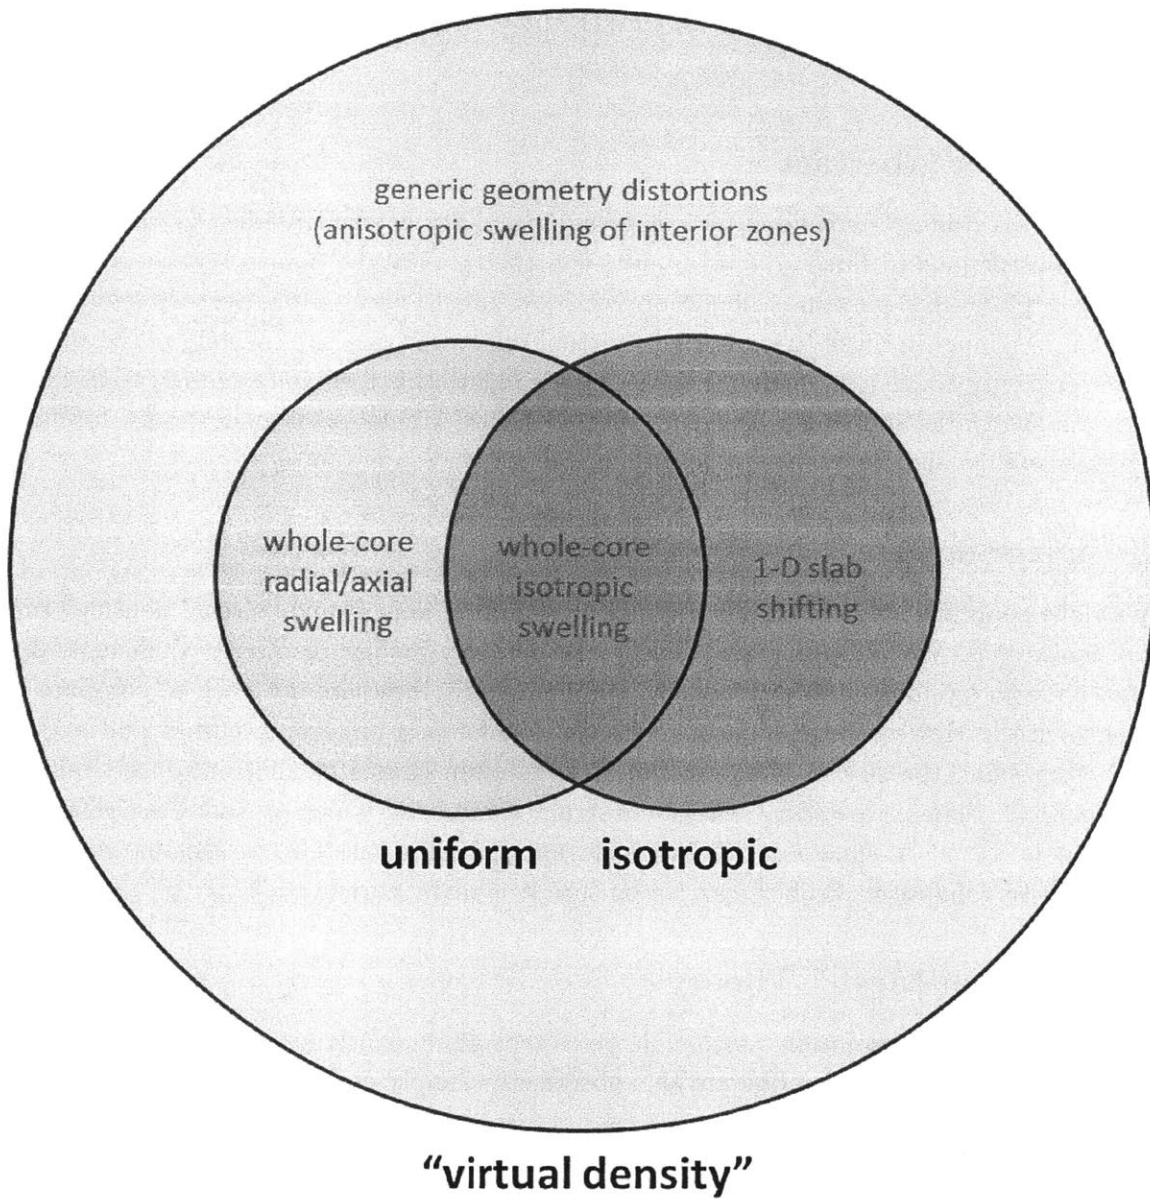 generic geometry distortions
(anisotropic swelling of interior zones)
whole-core
radial/axial
swelling
whole-core
isotropic
swelling
1-D slab
shifting
uniform
isotropic
“virtual density”